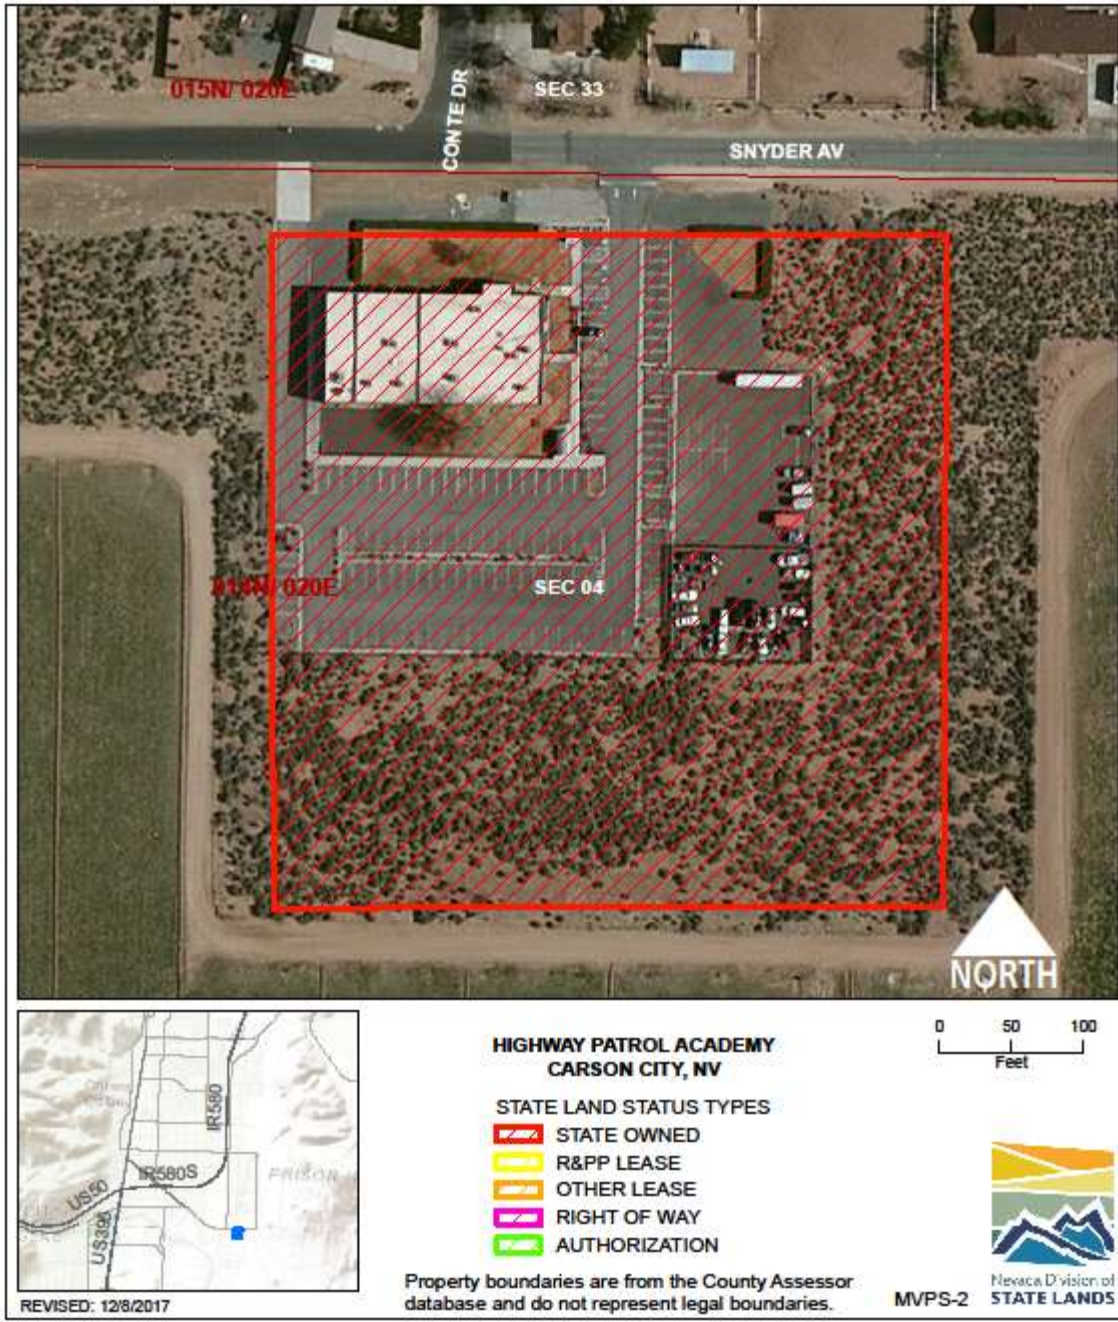 015N/ 020E
SEC 33
CONTE DR
SNYDER AV
014N/ 020E
SEC 04
NORTH
IR580
IR580S
PRISON
US50
US395
REVISED: 12/8/2017
HIGHWAY PATROL ACADEMY
CARSON CITY, NV
STATE LAND STATUS TYPES
STATE OWNED
R&PP LEASE
OTHER LEASE
RIGHT OF WAY
AUTHORIZATION
Property boundaries are from the County Assessor
database and do not represent legal boundaries.
0 50 100
Feet
MVPS-2
Nevada Division of
STATE LANDS